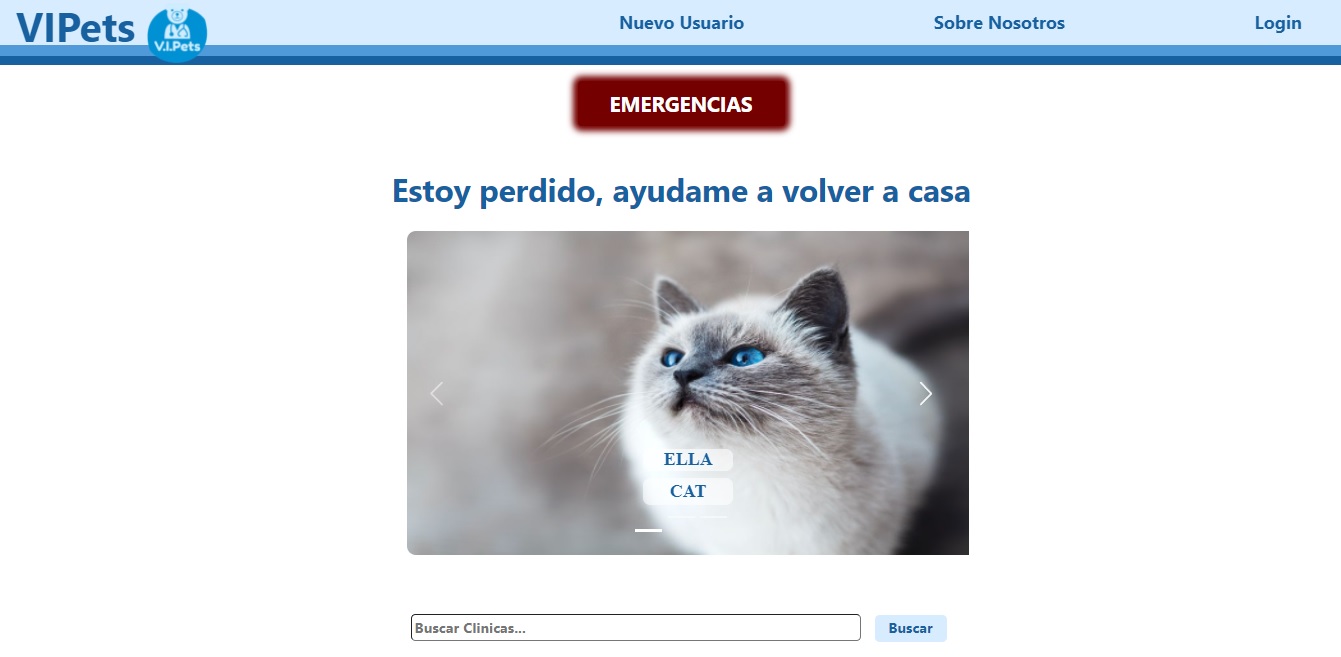 VIPets
V.I.Pets
Nuevo Usuario
Sobre Nosotros
Login
EMERGENCIAS
Estoy perdido, ayudame a volver a casa
ELLA
CAT
Buscar Clinicas...
Buscar